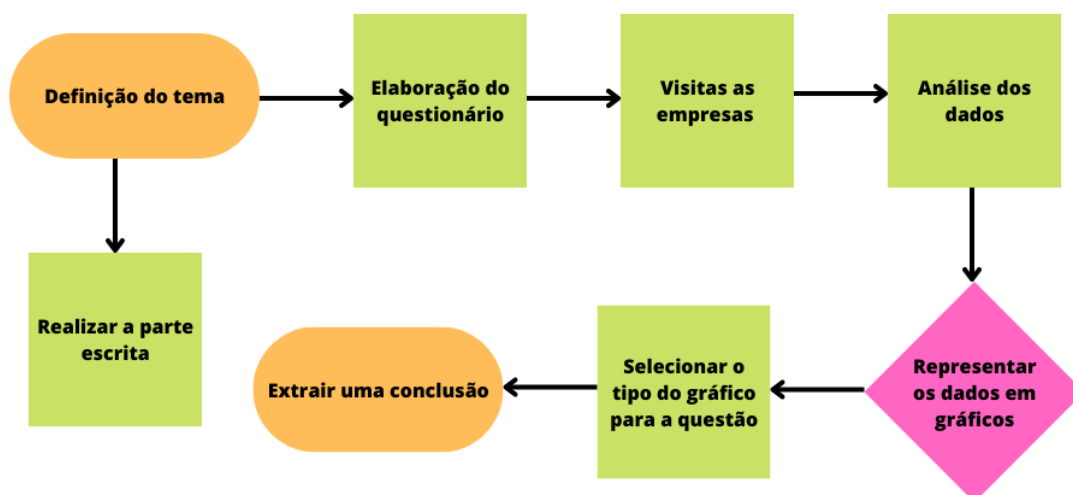 Definição do tema
Elaboração do
questionário
Visitas as
empresas
Análise dos
dados
Realizar a parte
escrita
Extrair uma conclusão
Selecionar o
tipo do gráfico
para a questão
Representar
os dados em
gráficos